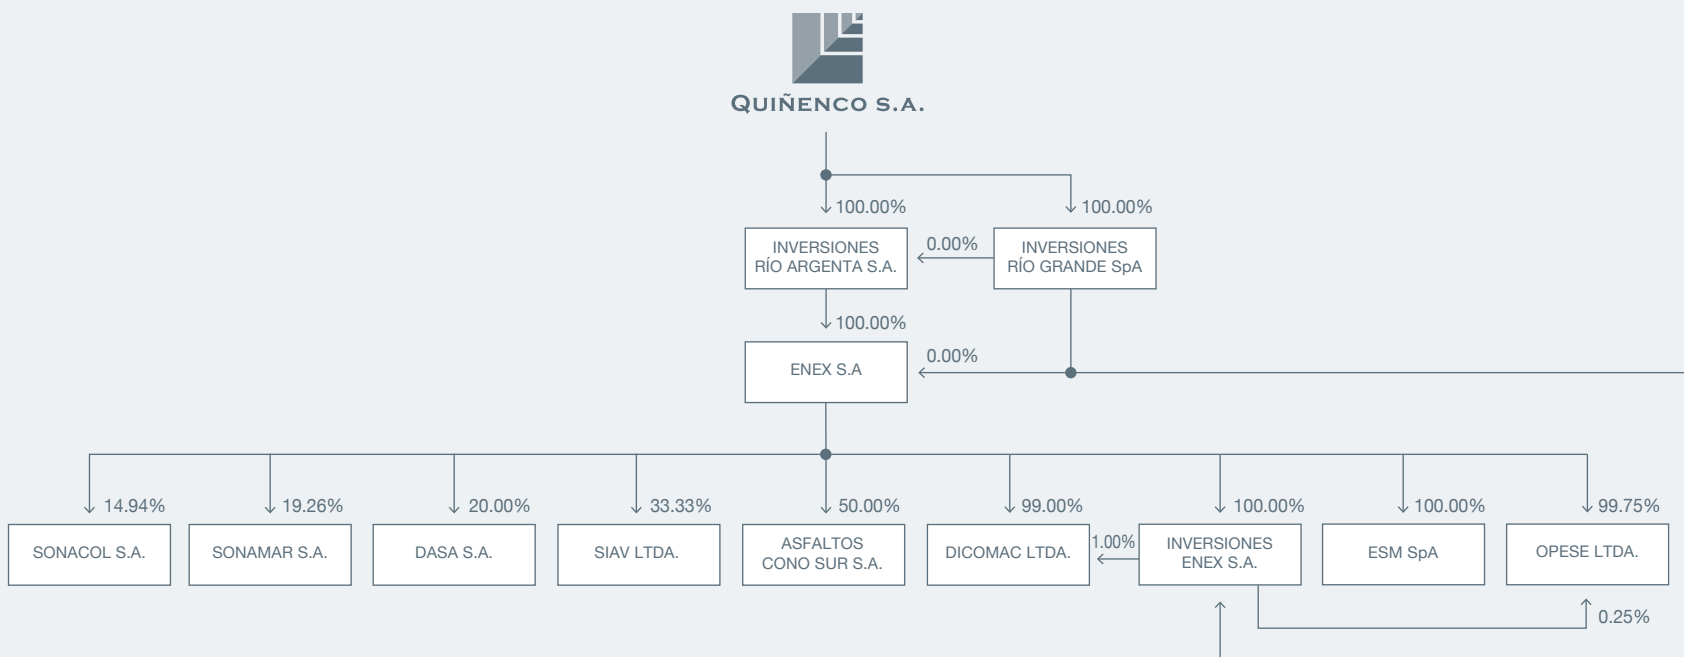 QUIÑENCO S.A.
100.00%
100.00%
INVERSIONES
RÍO ARGENTA S.A.
0.00%
INVERSIONES
RÍO GRANDE SpA
100.00%
ENEX S.A
0.00%
14.94%
19.26%
20.00%
33.33%
50.00%
99.00%
100.00%
100.00%
99.75%
SONACOL S.A.
SONAMAR S.A.
DASA S.A.
SIAV LTDA.
ASFALTOS
CONO SUR S.A.
DICOMAC LTDA.
1.00%
INVERSIONES
ENEX S.A.
ESM SpA
OPESE LTDA.
0.25%